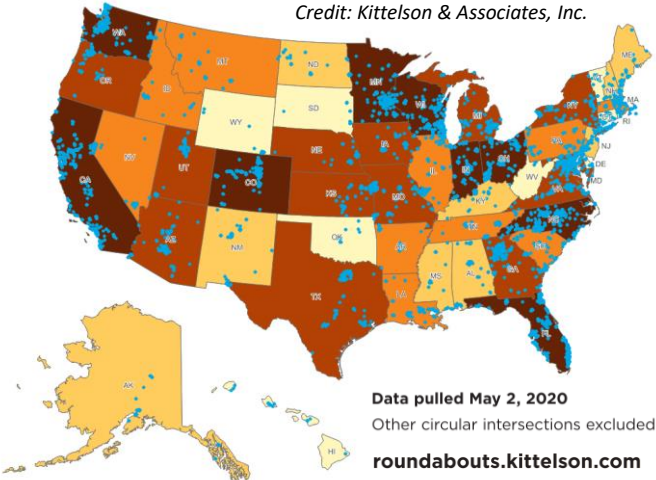 Credit: Kittelson & Associates, Inc.
WA
MT
ND
MN
ME
OR
ID
SD
WI
MI
NY
MA
RI
WY
NE
IA
PA
NJ
NV
UT
CO
IL
IN
OH
DE
MD
CA
KS
MO
KY
WV
VA
AZ
NM
OK
AR
TN
NC
SC
TX
LA
MS
AL
GA
FL
AK
HI
Data pulled May 2, 2020
Other circular intersections excluded
roundabouts.kittelson.com